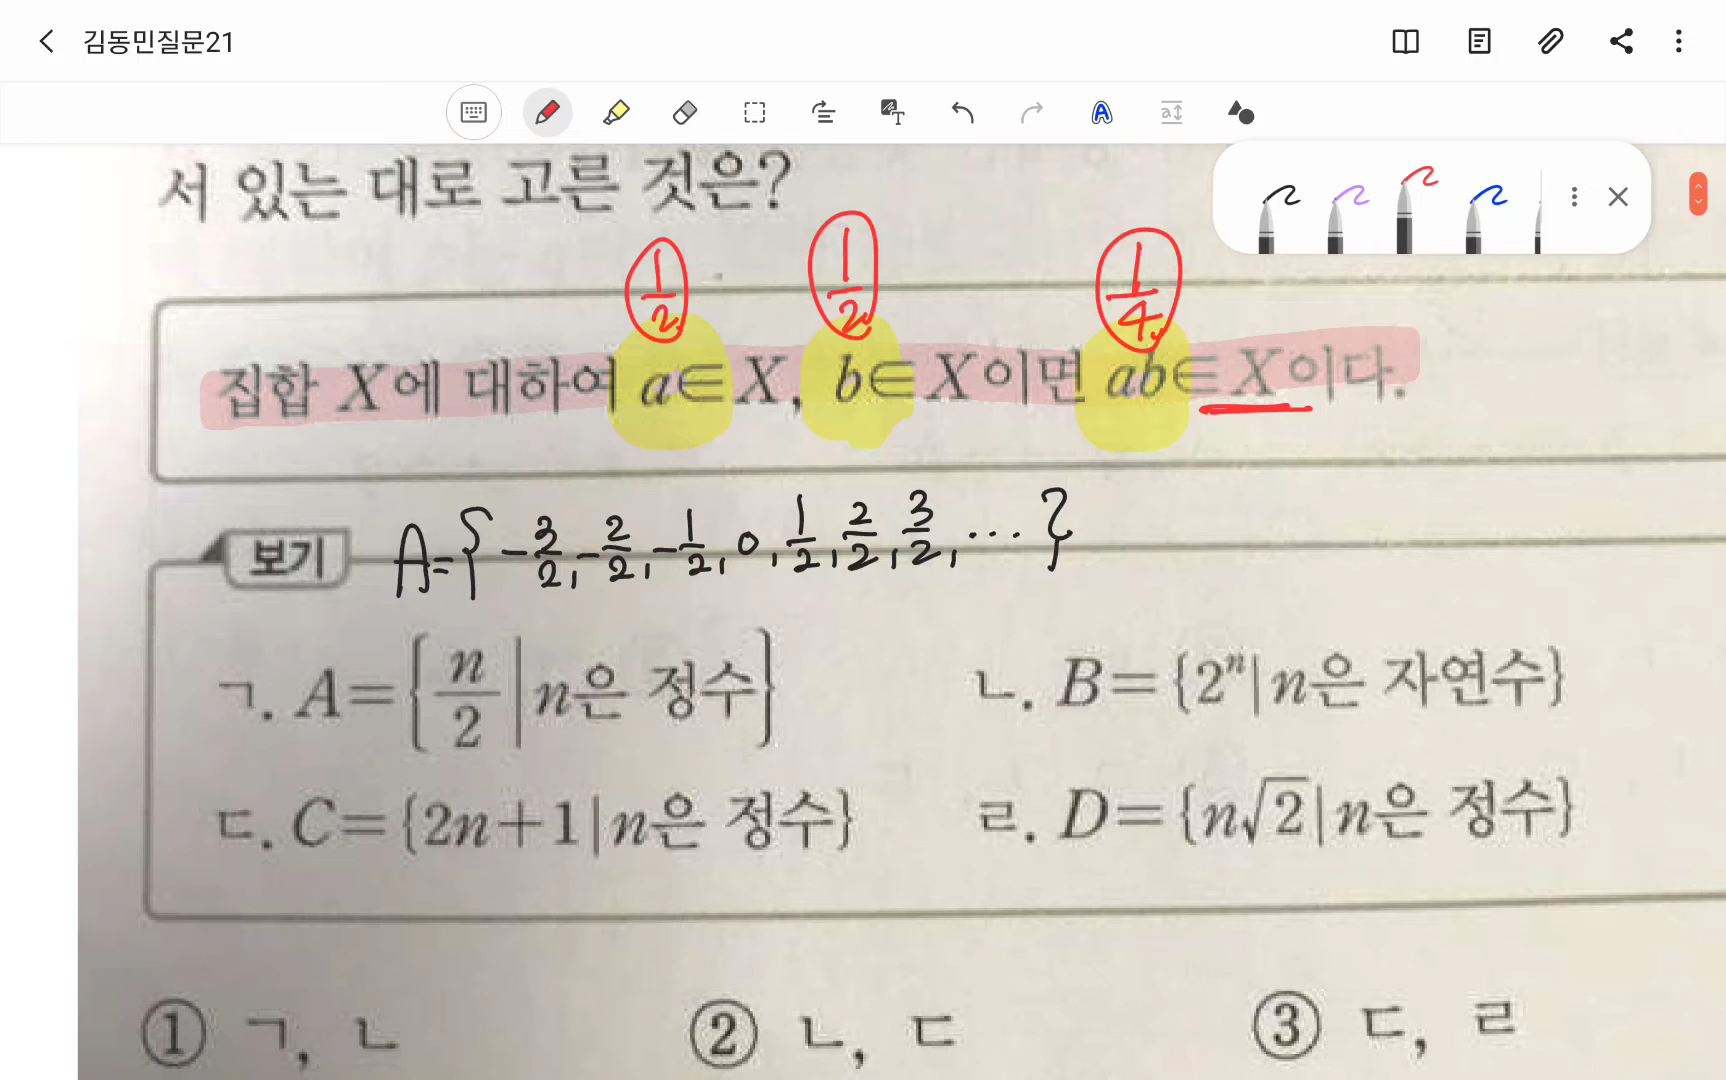 김동민질문21
서 있는 대로 고른 것은?
1/2 1/2 1/4
집합 X에 대하여 a∈X, b∈X이면 ab∈X이다.
A={-3/2, -2/2, -1/2, 0, 1/2, 2/2, 3/2, ... }
보기
ㄱ. A={n/2|n은 정수} ㄴ. B={2ⁿ|n은 자연수}
ㄷ. C={2n+1|n은 정수} ㄹ. D={n√2|n은 정수}
① ㄱ, ㄴ ② ㄴ, ㄷ ③ ㄷ, ㄹ